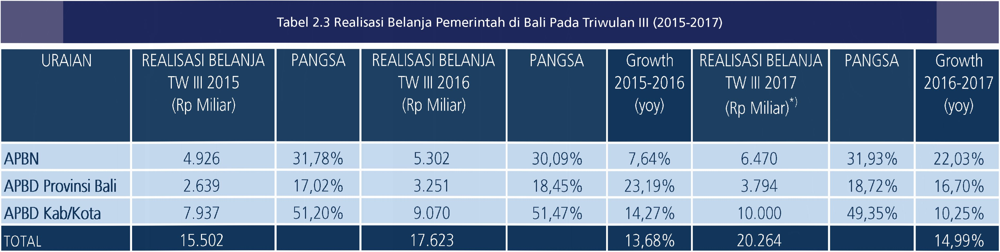 Tabel 2.3 Realisasi Belanja Pemerintah di Bali Pada Triwulan III (2015-2017)
URAIAN REALISASI BELANJA PANGSA REALISASI BELANJA PANGSA Growth REALISASI BELANJA PANGSA Growth
TW III 2015 TW III 2016 2015-2016 TW III 2017 2016-2017
(Rp Miliar) (Rp Miliar) (yoy) (Rp Miliar)*) (yoy)
APBN 4.926 31,78% 5.302 30,09% 7,64% 6.470 31,93% 22,03%
APBD Provinsi Bali 2.639 17,02% 3.251 18,45% 23,19% 3.794 18,72% 16,70%
APBD Kab/Kota 7.937 51,20% 9.070 51,47% 14,27% 10.000 49,35% 10,25%
TOTAL 15.502 17.623 13,68% 20.264 14,99%